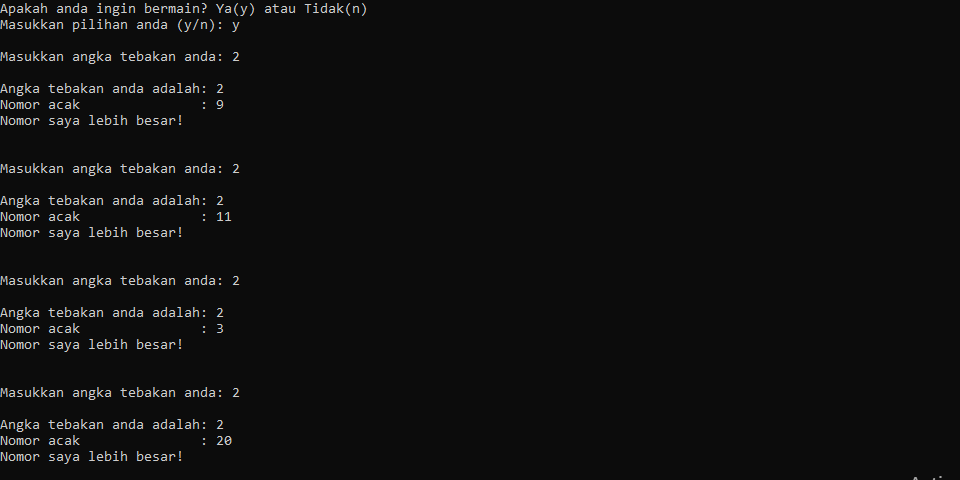 Apakah anda ingin bermain? Ya(y) atau Tidak(n)
Masukkan pilihan anda (y/n): y
Masukkan angka tebakan anda: 2
Angka tebakan anda adalah: 2
Nomor acak : 9
Nomor saya lebih besar!
Masukkan angka tebakan anda: 2
Angka tebakan anda adalah: 2
Nomor acak : 11
Nomor saya lebih besar!
Masukkan angka tebakan anda: 2
Angka tebakan anda adalah: 2
Nomor acak : 3
Nomor saya lebih besar!
Masukkan angka tebakan anda: 2
Angka tebakan anda adalah: 2
Nomor acak : 20
Nomor saya lebih besar!